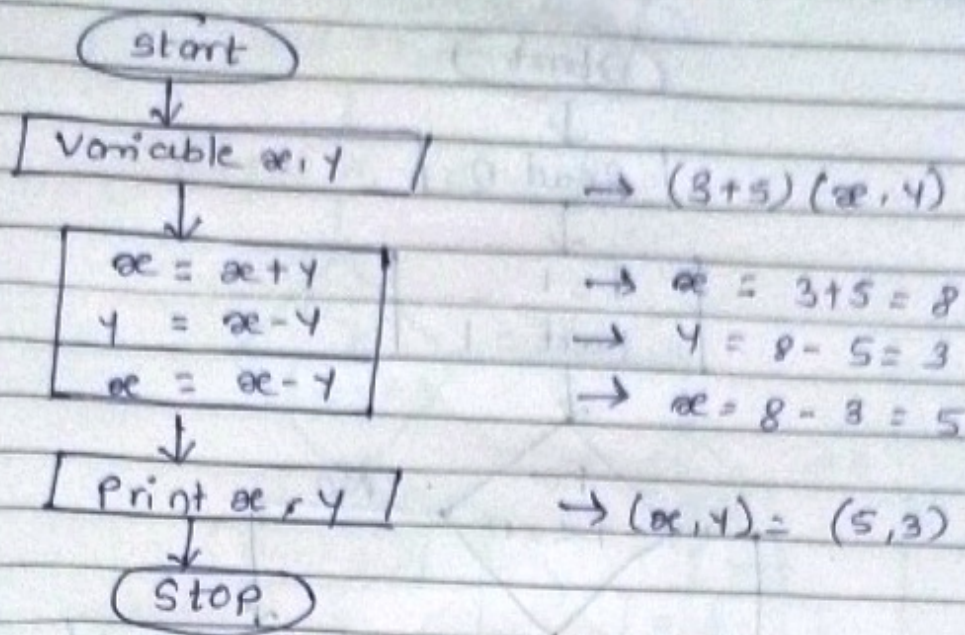 Start
Variable x, y
→ (3+5) (x, y)
x = x+y
→ x = 3+5 = 8
y = x-y
→ y = 8-5 = 3
x = x-y
→ x = 8-3 = 5
Print x, y
→ (x, y) = (5,3)
Stop